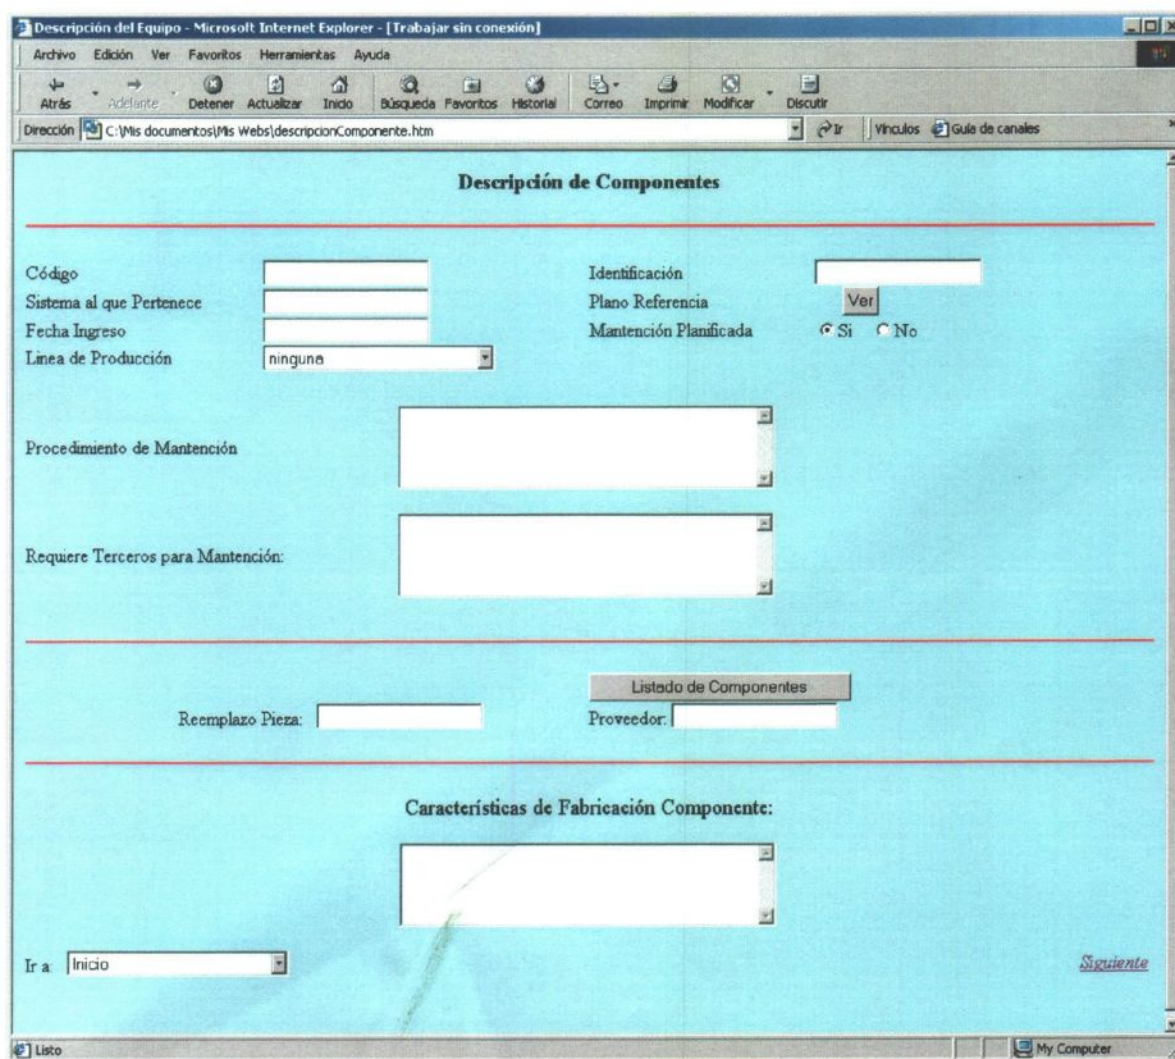 Descripción del Equipo - Microsoft Internet Explorer - [Trabajar sin conexión]
Archivo Edición Ver Favoritos Herramientas Ayuda
Atrás Adelante Detener Actualizar Inicio Búsqueda Favoritos Historial Correo Imprimir Modificar Discutir
Dirección C:\Mis documentos\Mis Webs\descripcionComponente.htm Ir Vínculos Guía de canales
Descripción de Componentes
Código Identificación
Sistema al que Pertenece Plano Referencia Ver
Fecha Ingreso Mantención Planificada Si No
Linea de Producción ninguna
Procedimiento de Mantención
Requiere Terceros para Mantención:
Listado de Componentes
Reemplazo Pieza: Proveedor:
Característícas de Fabricación Componente:
Ir a: Inicio Siguiente
Listo My Computer